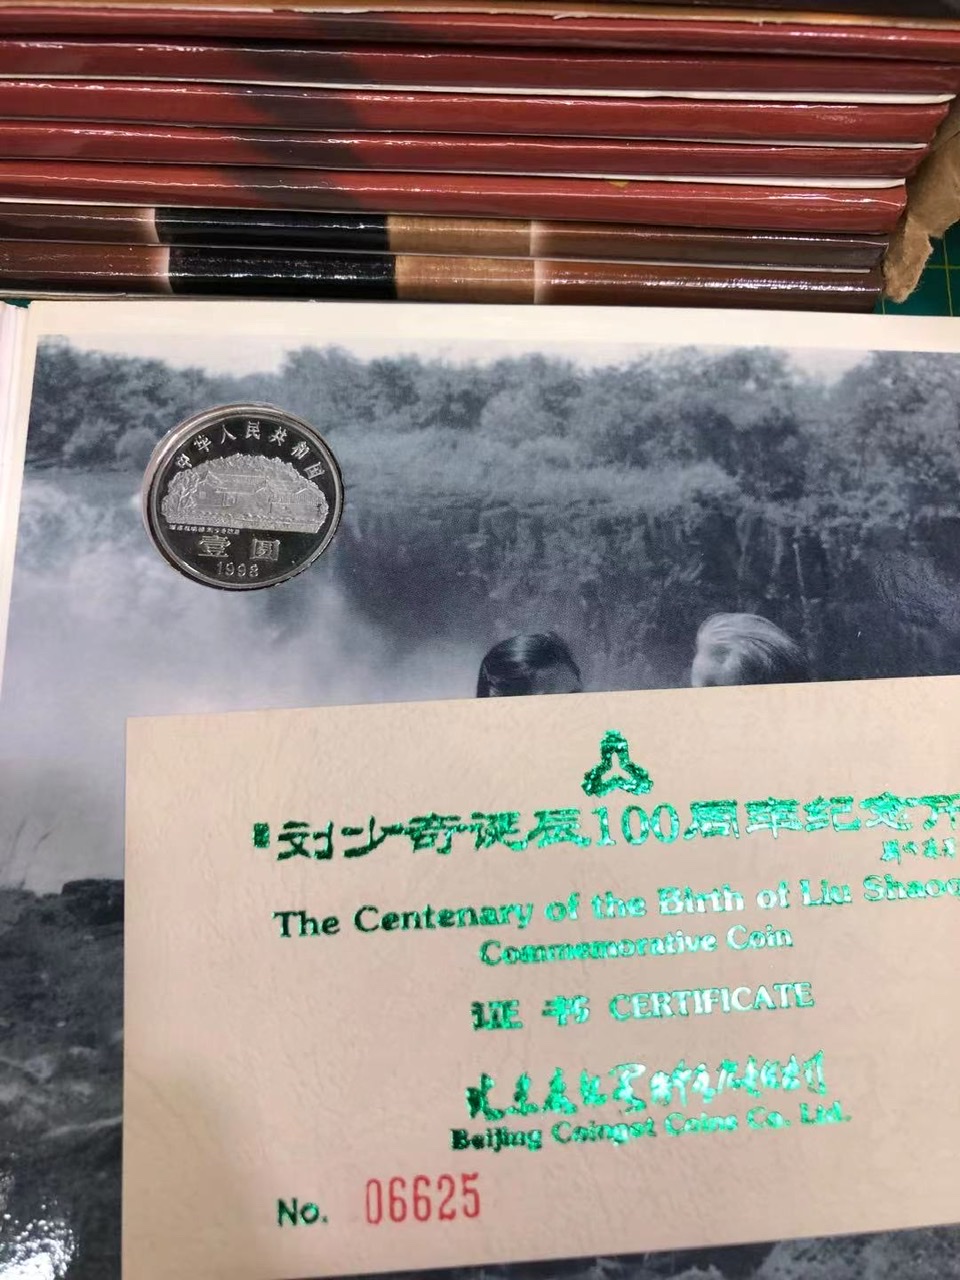 中华人民共和国
壹圆
1998
刘少奇诞辰100周年纪念
The Centenary of the Birth of Liu Shaoq
Commemorative Coin
证书 CERTIFICATE
Beijing Coingot Coins Co. Ltd.
No. 06625